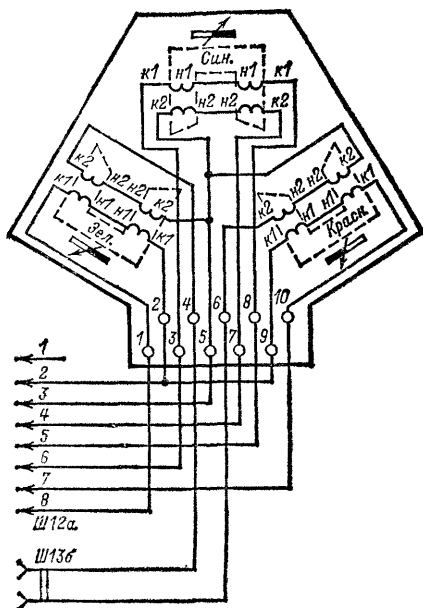 Син.
к1 н1 н1 к1
к2 н2 н2 к2
к2 н2 н2 к2
к1 н1 н1 к1
Зел.
к2 н2 н2 к2
к1 н1 н1 к1
Красн.
2 4 6 8 10
1 3 5 7 9
1
2
3
4
5
6
7
8
Ш12а
Ш13б